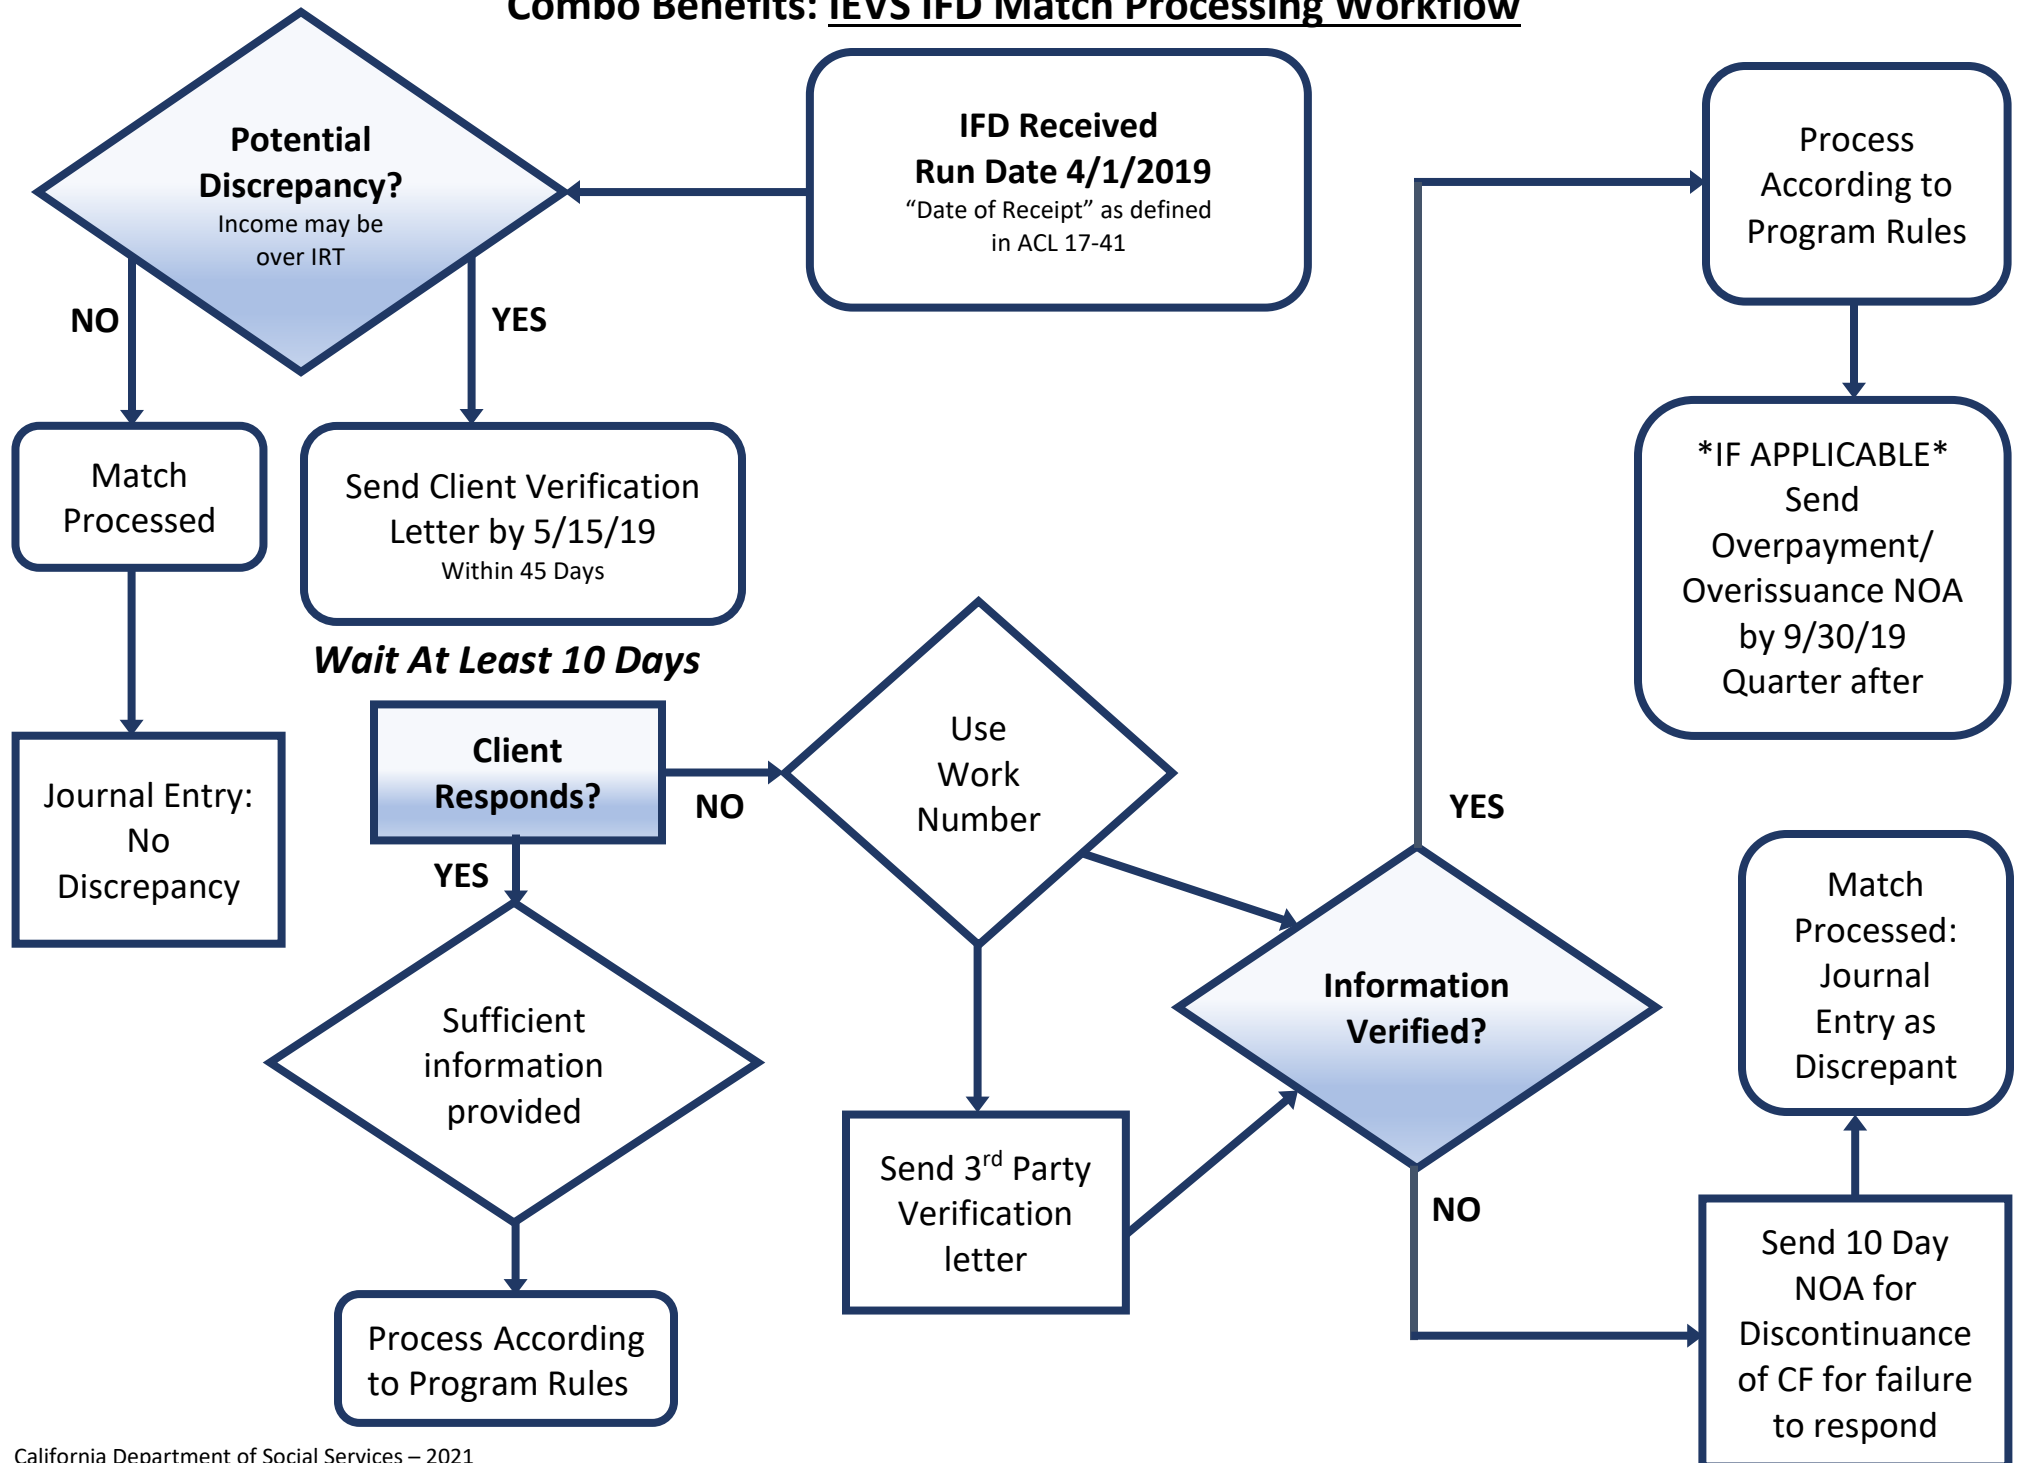 Combo Benefits: IEVS IFD Match Processing Workflow
Potential
Discrepancy?
Income may be
over IRT
IFD Received
Run Date 4/1/2019
“Date of Receipt” as defined
in ACL 17-41
NO
YES
Match
Processed
Journal Entry:
No
Discrepancy
Send Client Verification
Letter by 5/15/19
Within 45 Days
Wait At Least 10 Days
Client
Responds?
NO
YES
Sufficient
information
provided
Process According
to Program Rules
Use
Work
Number
Send 3rd Party
Verification
letter
Information
Verified?
YES
NO
Process
According to
Program Rules
*IF APPLICABLE*
Send
Overpayment/
Overissuance NOA
by 9/30/19
Quarter after
Match
Processed:
Journal
Entry as
Discrepant
Send 10 Day
NOA for
Discontinuance
of CF for failure
to respond
California Department of Social Services – 2021